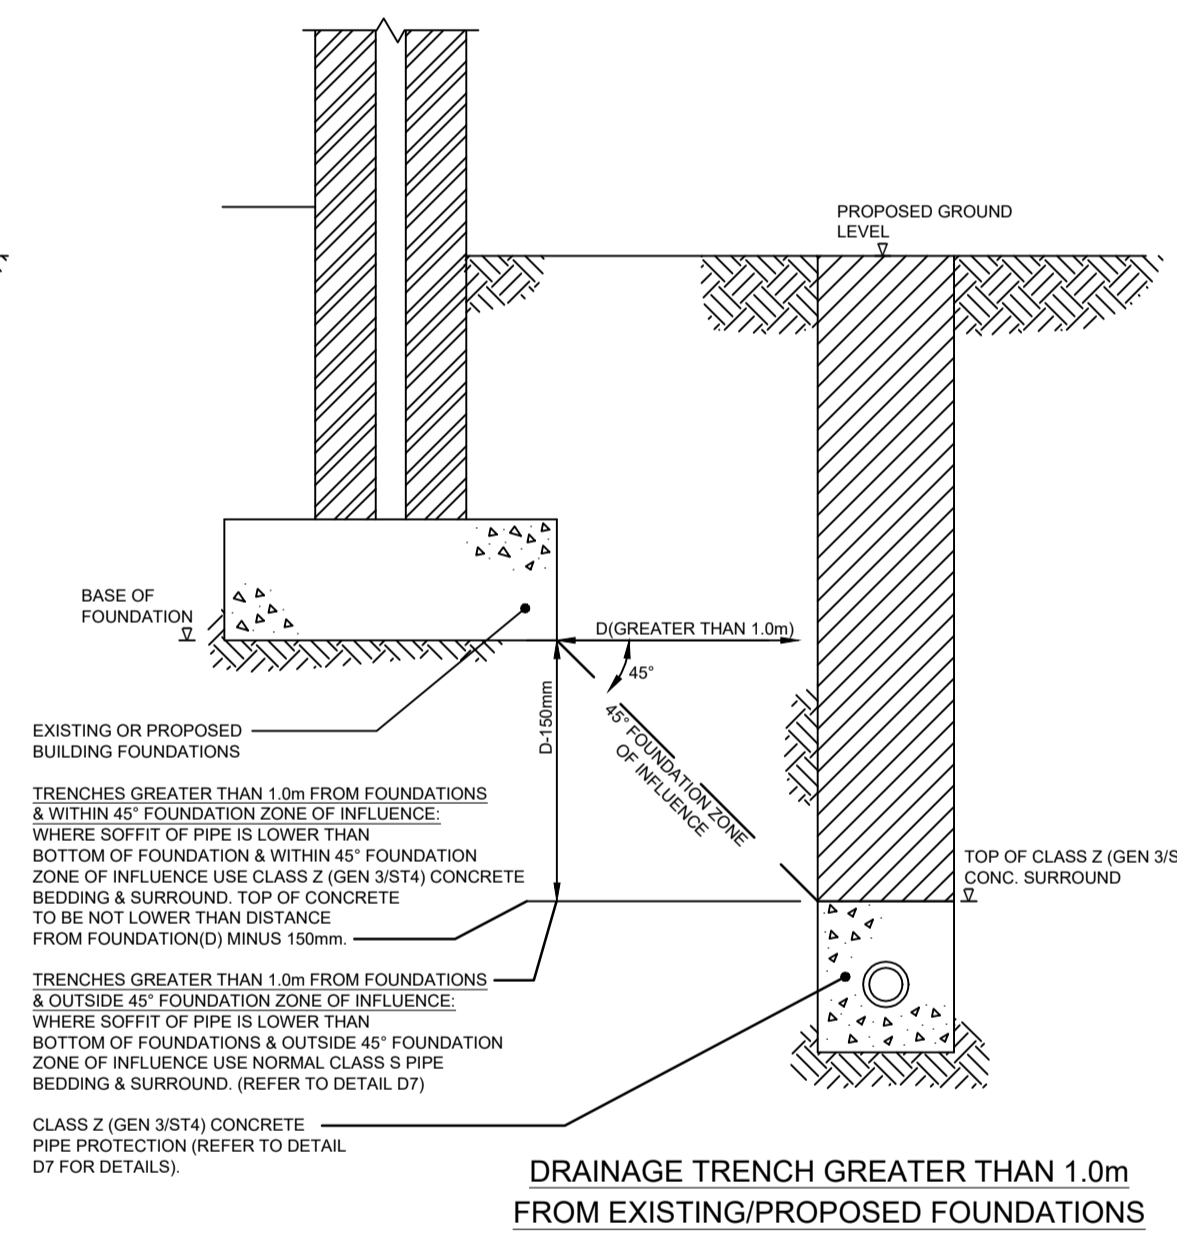 PROPOSED GROUND
LEVEL
BASE OF
FOUNDATION
D(GREATER THAN 1.0m)
45°
D-150mm
45° FOUNDATION ZONE
OF INFLUENCE
EXISTING OR PROPOSED
BUILDING FOUNDATIONS
TRENCHES GREATER THAN 1.0m FROM FOUNDATIONS
& WITHIN 45° FOUNDATION ZONE OF INFLUENCE:
WHERE SOFFIT OF PIPE IS LOWER THAN
BOTTOM OF FOUNDATION & WITHIN 45° FOUNDATION
ZONE OF INFLUENCE USE CLASS Z (GEN 3/ST4) CONCRETE
BEDDING & SURROUND. TOP OF CONCRETE
TO BE NOT LOWER THAN DISTANCE
FROM FOUNDATION(D) MINUS 150mm.
TOP OF CLASS Z (GEN 3/S
CONC. SURROUND
TRENCHES GREATER THAN 1.0m FROM FOUNDATIONS
& OUTSIDE 45° FOUNDATION ZONE OF INFLUENCE:
WHERE SOFFIT OF PIPE IS LOWER THAN
BOTTOM OF FOUNDATIONS & OUTSIDE 45° FOUNDATION
ZONE OF INFLUENCE USE NORMAL CLASS S PIPE
BEDDING & SURROUND. (REFER TO DETAIL D7)
CLASS Z (GEN 3/ST4) CONCRETE
PIPE PROTECTION (REFER TO DETAIL
D7 FOR DETAILS).
DRAINAGE TRENCH GREATER THAN 1.0m
FROM EXISTING/PROPOSED FOUNDATIONS